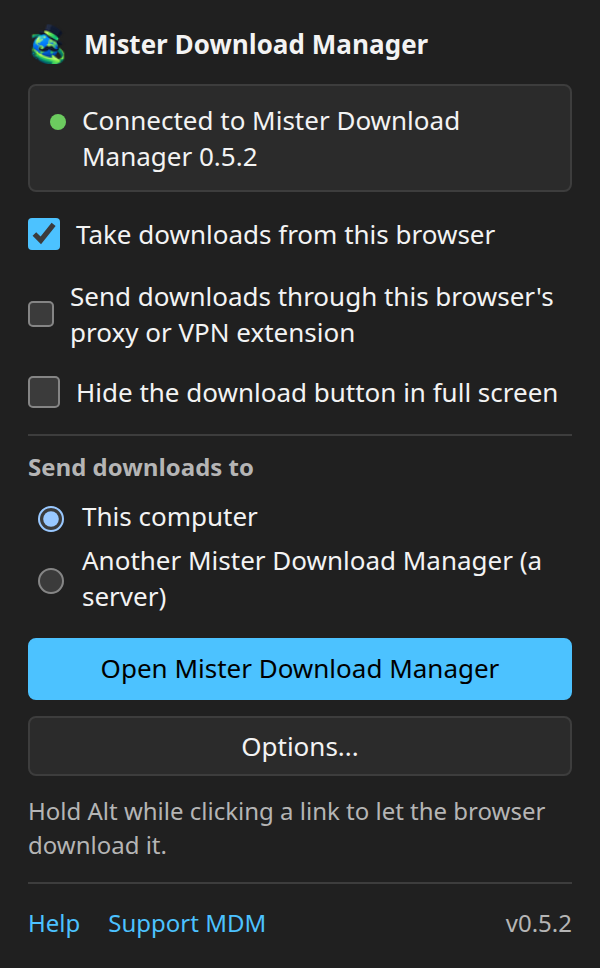 Mister Download Manager
Connected to Mister Download
Manager 0.5.2
Take downloads from this browser
Send downloads through this browser's
proxy or VPN extension
Hide the download button in full screen
Send downloads to
This computer
Another Mister Download Manager (a
server)
Open Mister Download Manager
Options...
Hold Alt while clicking a link to let the browser
download it.
Help Support MDM v0.5.2